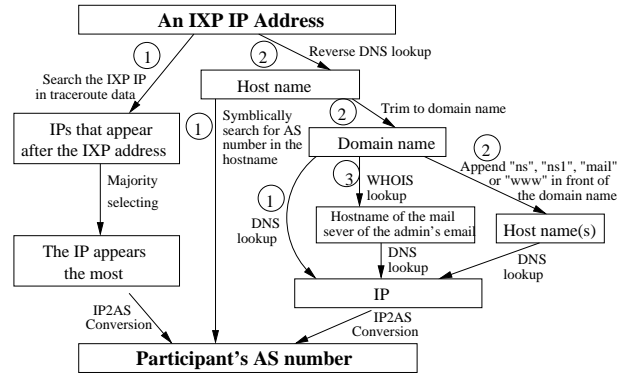 An IXP IP Address
1
2
Reverse DNS lookup
Search the IXP IP
in traceroute data
Host name
IPs that appear
after the IXP address
1
Symblically
search for AS
number in the
hostname
2
Trim to domain name
Domain name
2
Append "ns", "ns1", "mail"
or "www" in front of
the domain name
Majority
selecting
1
DNS
lookup
3
WHOIS
lookup
Hostname of the mail
sever of the admin's email
Host name(s)
The IP appears
the most
DNS
lookup
DNS
lookup
IP
IP2AS
Conversion
IP2AS
Conversion
Participant's AS number